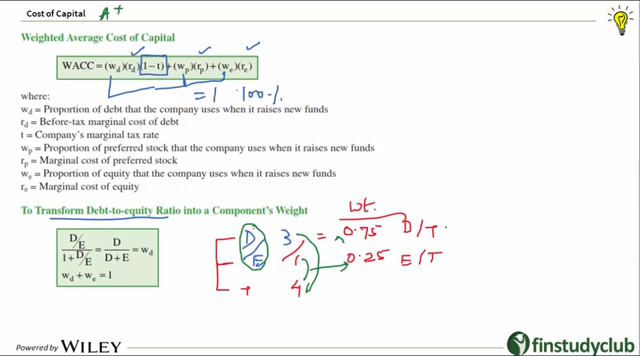 Cost of Capital A+
Weighted Average Cost of Capital
WACC = (wd)(rd)(1 – t) + (wp)(rp) + (we)(re)
= 1 100%
where:
wd = Proportion of debt that the company uses when it raises new funds
rd = Before-tax marginal cost of debt
t = Company's marginal tax rate
wp = Proportion of preferred stock that the company uses when it raises new funds
rp = Marginal cost of preferred stock
we = Proportion of equity that the company uses when it raises new funds
re = Marginal cost of equity
To Transform Debt-to-equity Ratio into a Component's Weight
wt.
D/E / 1 + D/E = D / D + E = wd
we + wd = 1
D/E 3/1 = 0.75 D/T
0.25 E/T
T 4
Powered by WILEY
finstudyclub